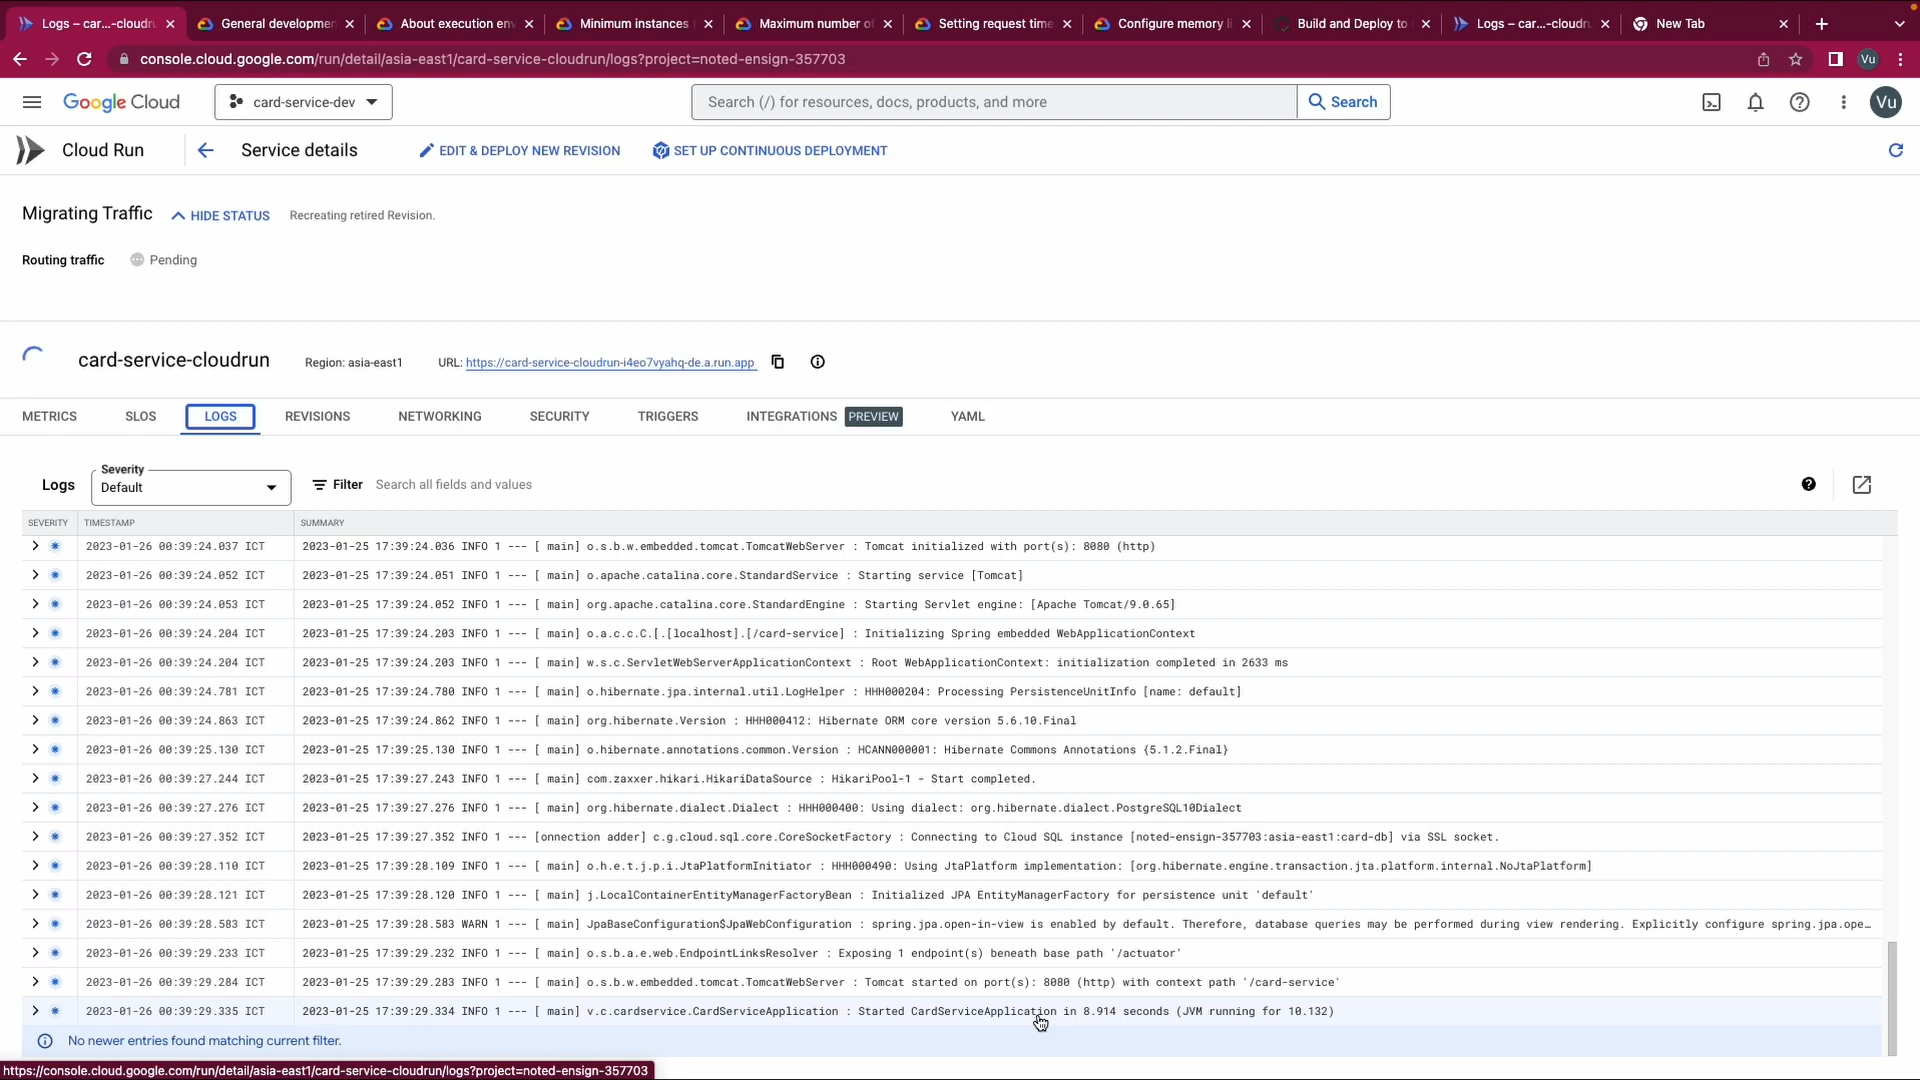 Logs – car...-cloudru
General developmen
About execution env
Minimum instances (
Maximum number of
Setting request time
Configure memory li
Build and Deploy to
Logs – car...-cloudru
New Tab
console.cloud.google.com/run/detail/asia-east1/card-service-cloudrun/logs?project=noted-ensign-357703
Vu
Google Cloud
card-service-dev
Search (/) for resources, docs, products, and more
Search
Vu
Cloud Run
Service details
EDIT & DEPLOY NEW REVISION
SET UP CONTINUOUS DEPLOYMENT
Migrating Traffic
HIDE STATUS
Recreating retired Revision.
Routing traffic
Pending
card-service-cloudrun
Region: asia-east1
URL: https://card-service-cloudrun-i4eo7vyahq-de.a.run.app
METRICS
SLOS
LOGS
REVISIONS
NETWORKING
SECURITY
TRIGGERS
INTEGRATIONS PREVIEW
YAML
Logs
Severity
Default
Filter
Search all fields and values
SEVERITY TIMESTAMP SUMMARY
2023-01-26 00:39:24.037 ICT 2023-01-25 17:39:24.036 INFO 1 --- [ main] o.s.b.w.embedded.tomcat.TomcatWebServer : Tomcat initialized with port(s): 8080 (http)
2023-01-26 00:39:24.052 ICT 2023-01-25 17:39:24.051 INFO 1 --- [ main] o.apache.catalina.core.StandardService : Starting service [Tomcat]
2023-01-26 00:39:24.053 ICT 2023-01-25 17:39:24.052 INFO 1 --- [ main] org.apache.catalina.core.StandardEngine : Starting Servlet engine: [Apache Tomcat/9.0.65]
2023-01-26 00:39:24.204 ICT 2023-01-25 17:39:24.203 INFO 1 --- [ main] o.a.c.c.C.[.[localhost].[/card-service] : Initializing Spring embedded WebApplicationContext
2023-01-26 00:39:24.204 ICT 2023-01-25 17:39:24.203 INFO 1 --- [ main] w.s.c.ServletWebServerApplicationContext : Root WebApplicationContext: initialization completed in 2633 ms
2023-01-26 00:39:24.781 ICT 2023-01-25 17:39:24.780 INFO 1 --- [ main] o.hibernate.jpa.internal.util.LogHelper : HHH000204: Processing PersistenceUnitInfo [name: default]
2023-01-26 00:39:24.863 ICT 2023-01-25 17:39:24.862 INFO 1 --- [ main] org.hibernate.Version : HHH000412: Hibernate ORM core version 5.6.10.Final
2023-01-26 00:39:25.130 ICT 2023-01-25 17:39:25.130 INFO 1 --- [ main] o.hibernate.annotations.common.Version : HCANN000001: Hibernate Commons Annotations {5.1.2.Final}
2023-01-26 00:39:27.244 ICT 2023-01-25 17:39:27.243 INFO 1 --- [ main] com.zaxxer.hikari.HikariDataSource : HikariPool-1 - Start completed.
2023-01-26 00:39:27.276 ICT 2023-01-25 17:39:27.276 INFO 1 --- [ main] org.hibernate.dialect.Dialect : HHH000400: Using dialect: org.hibernate.dialect.PostgreSQL10Dialect
2023-01-26 00:39:27.352 ICT 2023-01-25 17:39:27.352 INFO 1 --- [onnection adder] c.g.cloud.sql.core.CoreSocketFactory : Connecting to Cloud SQL instance [noted-ensign-357703:asia-east1:card-db] via SSL socket.
2023-01-26 00:39:28.110 ICT 2023-01-25 17:39:28.109 INFO 1 --- [ main] o.h.e.t.j.p.i.JtaPlatformInitiator : HHH000490: Using JtaPlatform implementation: [org.hibernate.engine.transaction.jta.platform.internal.NoJtaPlatform]
2023-01-26 00:39:28.121 ICT 2023-01-25 17:39:28.120 INFO 1 --- [ main] j.LocalContainerEntityManagerFactoryBean : Initialized JPA EntityManagerFactory for persistence unit 'default'
2023-01-26 00:39:28.583 ICT 2023-01-25 17:39:28.583 WARN 1 --- [ main] JpaBaseConfiguration$JpaWebConfiguration : spring.jpa.open-in-view is enabled by default. Therefore, database queries may be performed during view rendering. Explicitly configure spring.jpa.ope…
2023-01-26 00:39:29.233 ICT 2023-01-25 17:39:29.232 INFO 1 --- [ main] o.s.b.a.e.web.EndpointLinksResolver : Exposing 1 endpoint(s) beneath base path '/actuator'
2023-01-26 00:39:29.284 ICT 2023-01-25 17:39:29.283 INFO 1 --- [ main] o.s.b.w.embedded.tomcat.TomcatWebServer : Tomcat started on port(s): 8080 (http) with context path '/card-service'
2023-01-26 00:39:29.335 ICT 2023-01-25 17:39:29.334 INFO 1 --- [ main] v.c.cardservice.CardServiceApplication : Started CardServiceApplication in 8.914 seconds (JVM running for 10.132)
No newer entries found matching current filter.
https://console.cloud.google.com/run/detail/asia-east1/card-service-cloudrun/logs?project=noted-ensign-357703